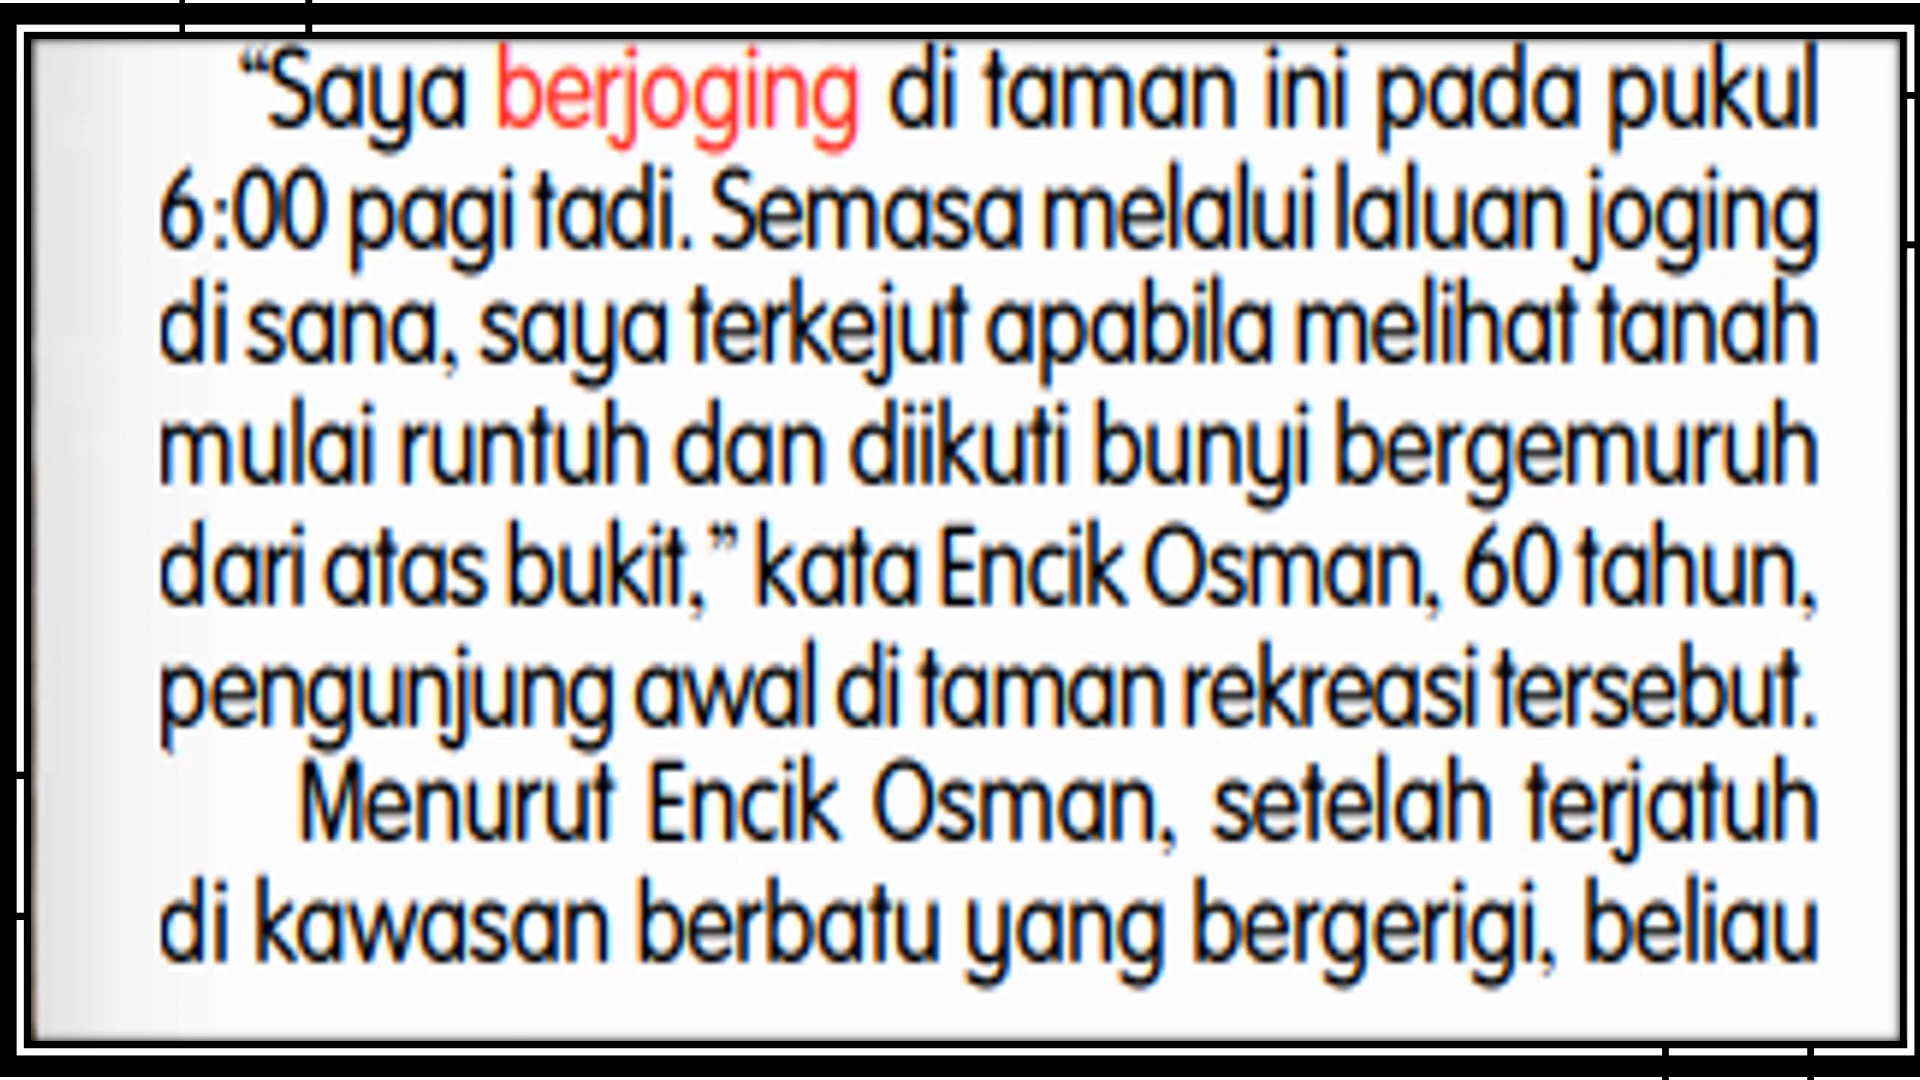 “Saya berjoging di taman ini pada pukul
6:00 pagi tadi. Semasa melalui laluan joging
di sana, saya terkejut apabila melihat tanah
mulai runtuh dan diikuti bunyi bergemuruh
dari atas bukit,” kata Encik Osman, 60 tahun,
pengunjung awal di taman rekreasi tersebut.
Menurut Encik Osman, setelah terjatuh
di kawasan berbatu yang bergerigi, beliau